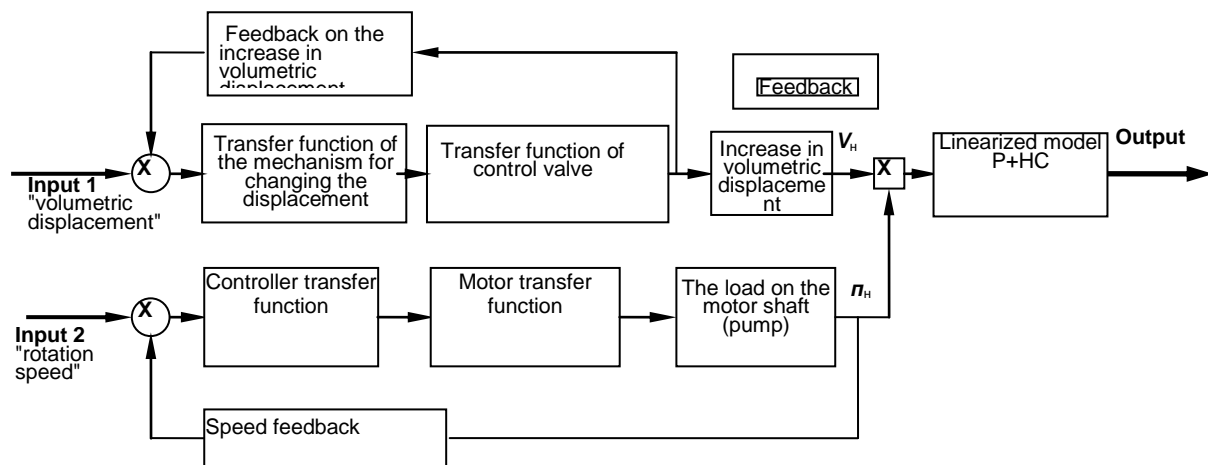 Feedback on the
increase in
volumetric
displacement
Feedback
X
Transfer function of
the mechanism for
changing the
displacement
Transfer function of
control valve
Increase in
volumetric
displaceme
nt
Vн
X
Linearized model
P+HC
Output
Input 1
"volumetric
displacement"
X
Controller transfer
function
Motor transfer
function
The load on the
motor shaft
(pump)
пн
Input 2
"rotation
speed"
Speed feedback